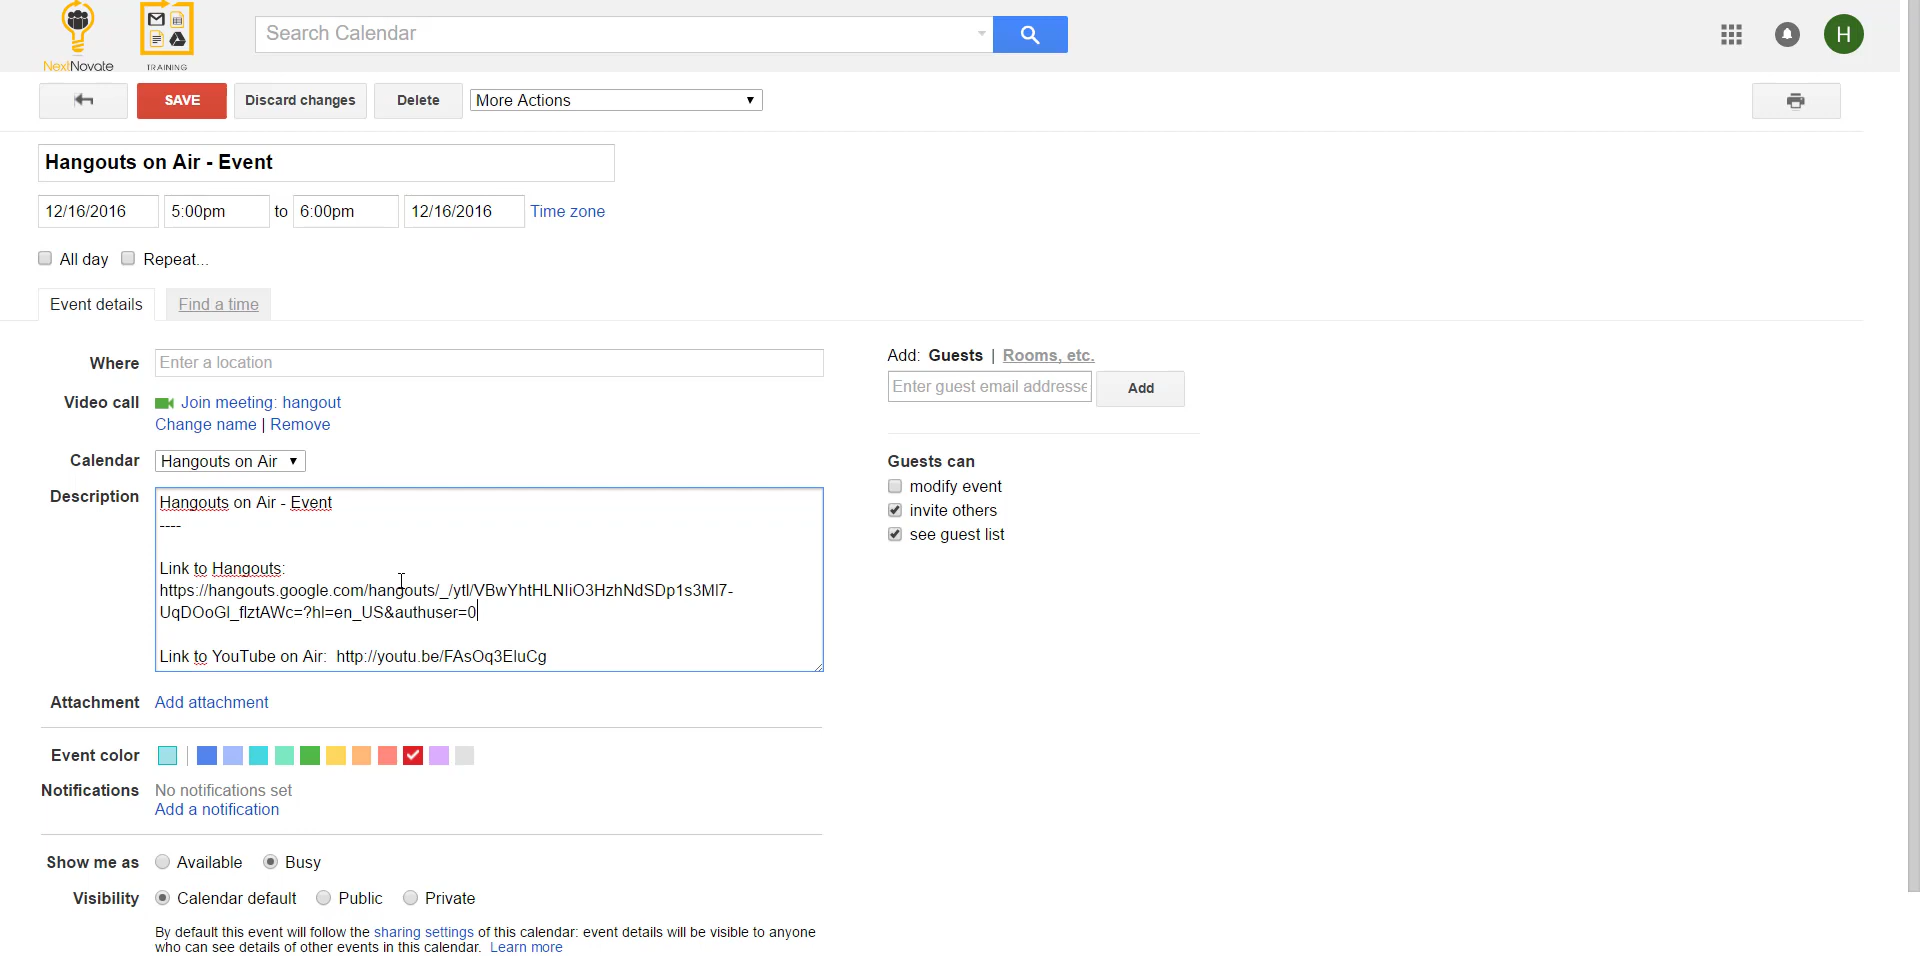 NextNovate
TRAINING
Search Calendar
H
SAVE
Discard changes
Delete
More Actions
Hangouts on Air - Event
12/16/2016
5:00pm
to
6:00pm
12/16/2016
Time zone
All day
Repeat...
Event details
Find a time
Where
Enter a location
Video call
Join meeting: hangout
Change name | Remove
Calendar
Hangouts on Air
Description
Hangouts on Air - Event
----
Link to Hangouts:
https://hangouts.google.com/hangouts/_/ytl/VBwYhtHLNIiO3HzhNdSDp1s3Ml7-
UqDOoGl_flztAWc=?hl=en_US&authuser=0
Link to YouTube on Air:  http://youtu.be/FAsOq3EluCg
Attachment
Add attachment
Event color
Notifications
No notifications set
Add a notification
Show me as
Available
Busy
Visibility
Calendar default
Public
Private
By default this event will follow the sharing settings of this calendar: event details will be visible to anyone
who can see details of other events in this calendar.  Learn more
Add: Guests | Rooms, etc.
Enter guest email addresse
Add
Guests can
modify event
invite others
see guest list